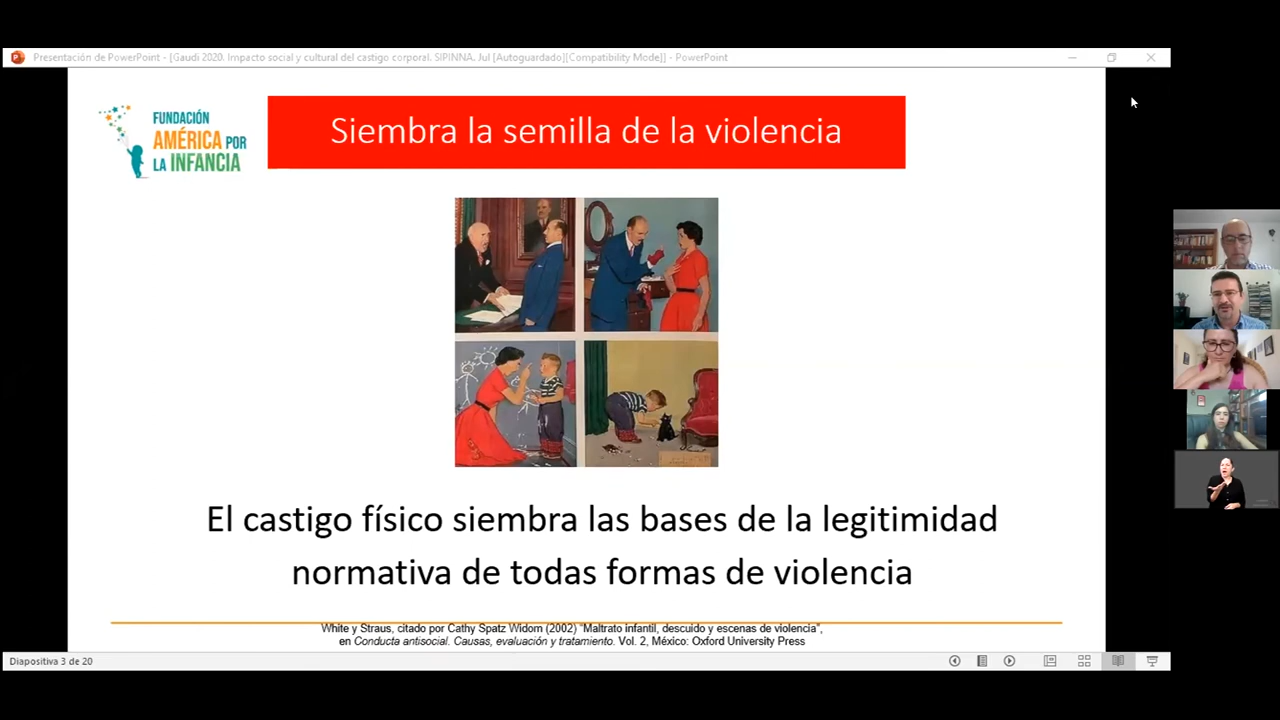 Presentación de PowerPoint - [Gaudi 2020. Impacto social y cultural del castigo corporal. SIPINNA. Jul [Autoguardado][Compatibility Mode]] - PowerPoint
FUNDACIÓN
AMÉRICA POR
LA INFANCIA
Siembra la semilla de la violencia
El castigo físico siembra las bases de la legitimidad
normativa de todas formas de violencia
White y Straus, citado por Cathy Spatz Widom (2002) “Maltrato infantil, descuido y escenas de violencia”,
en Conducta antisocial. Causas, evaluación y tratamiento. Vol. 2, México: Oxford University Press
Diapositiva 3 de 20